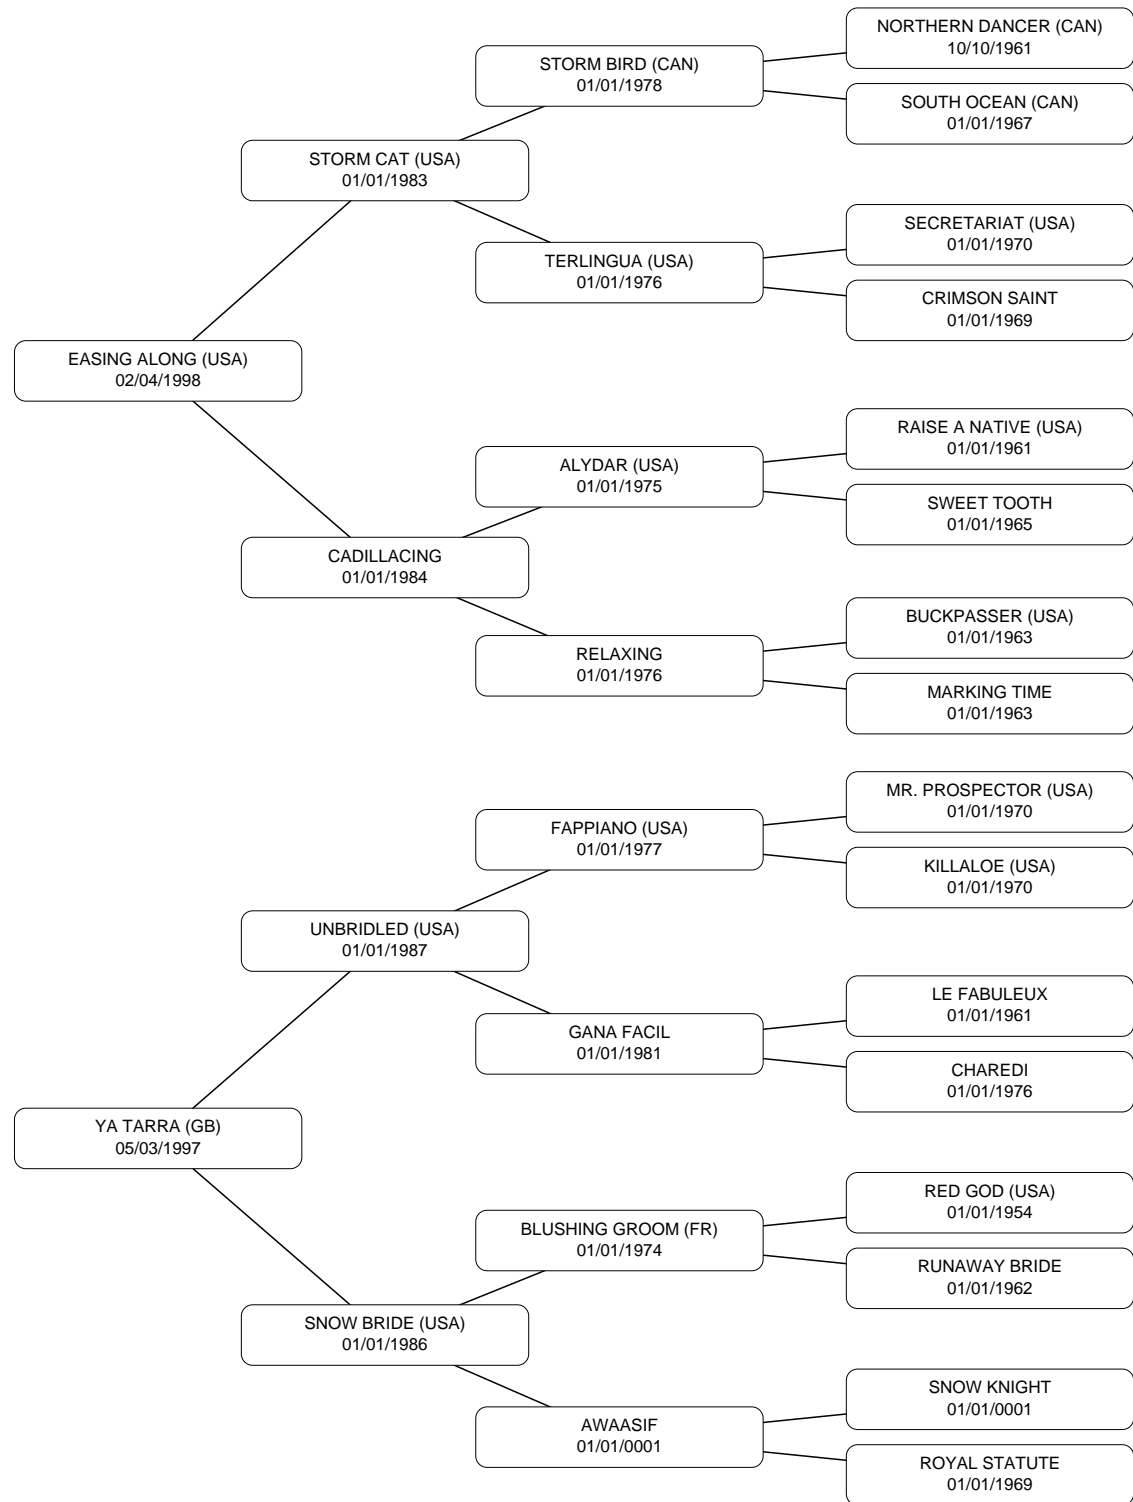 NORTHERN DANCER (CAN)
10/10/1961
STORM BIRD (CAN)
01/01/1978
SOUTH OCEAN (CAN)
01/01/1967
STORM CAT (USA)
01/01/1983
SECRETARIAT (USA)
01/01/1970
TERLINGUA (USA)
01/01/1976
CRIMSON SAINT
01/01/1969
EASING ALONG (USA)
02/04/1998
RAISE A NATIVE (USA)
01/01/1961
ALYDAR (USA)
01/01/1975
SWEET TOOTH
01/01/1965
CADILLACING
01/01/1984
BUCKPASSER (USA)
01/01/1963
RELAXING
01/01/1976
MARKING TIME
01/01/1963
MR. PROSPECTOR (USA)
01/01/1970
FAPPIANO (USA)
01/01/1977
KILLALOE (USA)
01/01/1970
UNBRIDLED (USA)
01/01/1987
LE FABULEUX
01/01/1961
GANA FACIL
01/01/1981
CHAREDI
01/01/1976
YA TARRA (GB)
05/03/1997
RED GOD (USA)
01/01/1954
BLUSHING GROOM (FR)
01/01/1974
RUNAWAY BRIDE
01/01/1962
SNOW BRIDE (USA)
01/01/1986
SNOW KNIGHT
01/01/0001
AWAASIF
01/01/0001
ROYAL STATUTE
01/01/1969